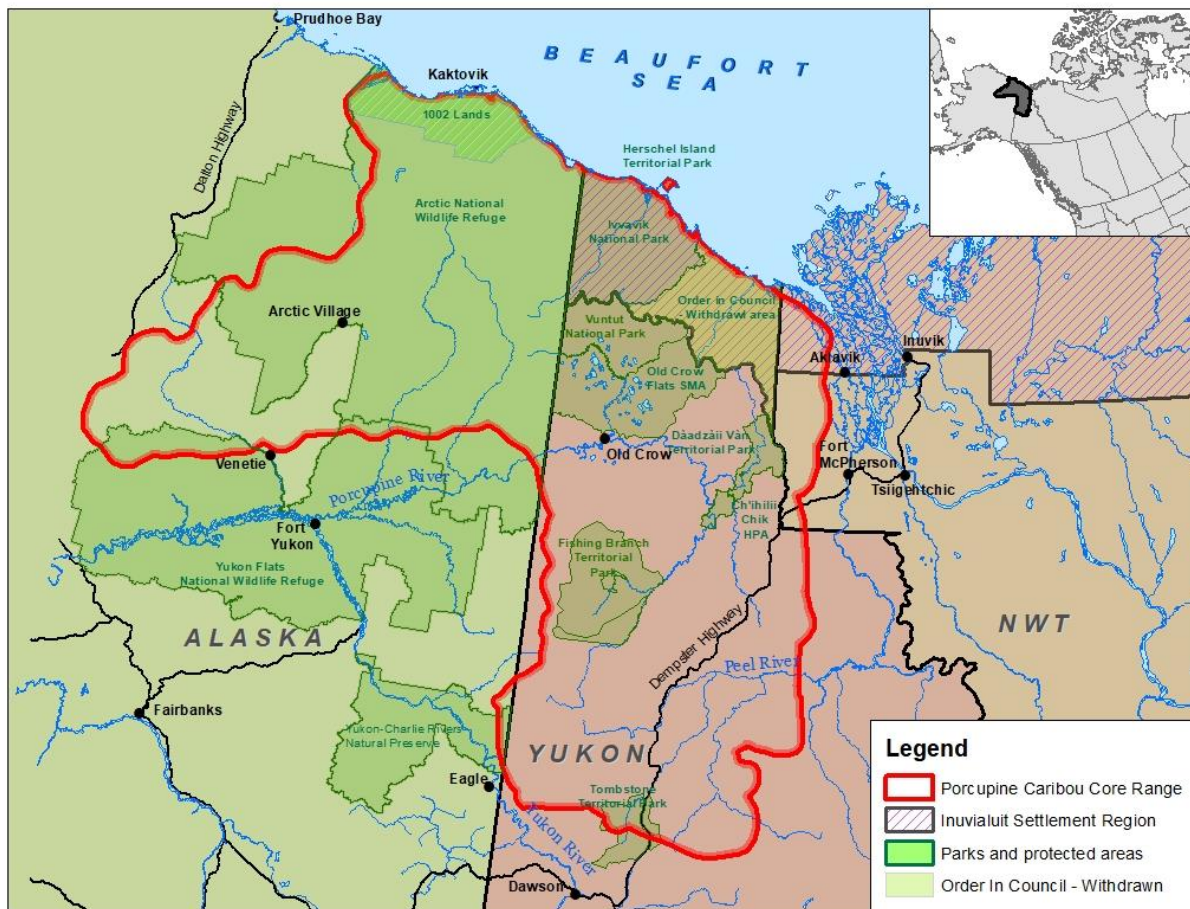 Prudhoe Bay
BEAUFORT
SEA
Kaktovik
1002 Lands
Dalton Highway
Herschel Island
Territorial Park
Arctic National
Wildlife Refuge
Ivvavik
National Park
Order in Council
- Withdrawl area
Arctic Village
Vuntut
National Park
Inuvik
Aklavik
Old Crow
Flats SMA
Old Crow
Dàadzàii Vàn
Territorial Park
Venetie
Porcupine River
Fort
McPherson
Tsiigehtchic
Ch'ihilii
Chik
HPA
Fort
Yukon
Fishing Branch
Territorial
Park
Yukon Flats
National Wildlife Refuge
ALASKA
NWT
Dempster Highway
Peel River
Fairbanks
Yukon-Charlie Rivers
Natural Preserve
YUKON
Eagle
Tombstone
Territorial Park
Yukon River
Dawson
Legend
Porcupine Caribou Core Range
Inuvialuit Settlement Region
Parks and protected areas
Order In Council - Withdrawn